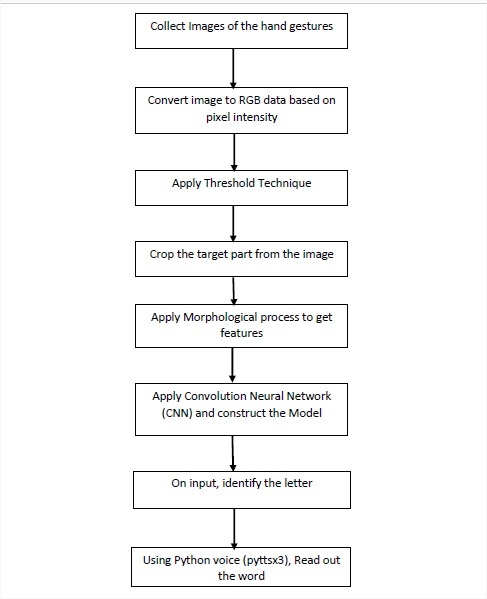 Collect Images of the hand gestures
Convert image to RGB data based on
pixel intensity
Apply Threshold Technique
Crop the target part from the image
Apply Morphological process to get
features
Apply Convolution Neural Network
(CNN) and construct the Model
On input, identify the letter
Using Python voice (pyttsx3), Read out
the word